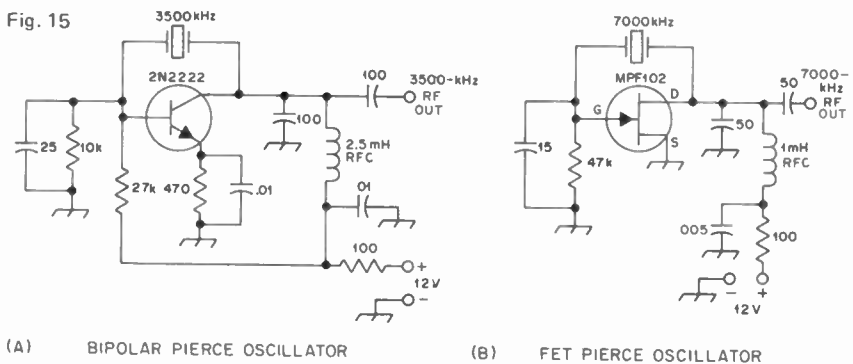 Fig. 15
3500kHz
2N2222
100
3500-kHz
RF
OUT
25
10k
100
2.5mH
RFC
27k
470
.01
.01
100
+
12V
-
(A) BIPOLAR PIERCE OSCILLATOR
7000kHz
MPF102
D
G
S
50
7000-
kHz
RF
OUT
15
47k
50
1mH
RFC
.005
100
-
+
12V
(B) FET PIERCE OSCILLATOR